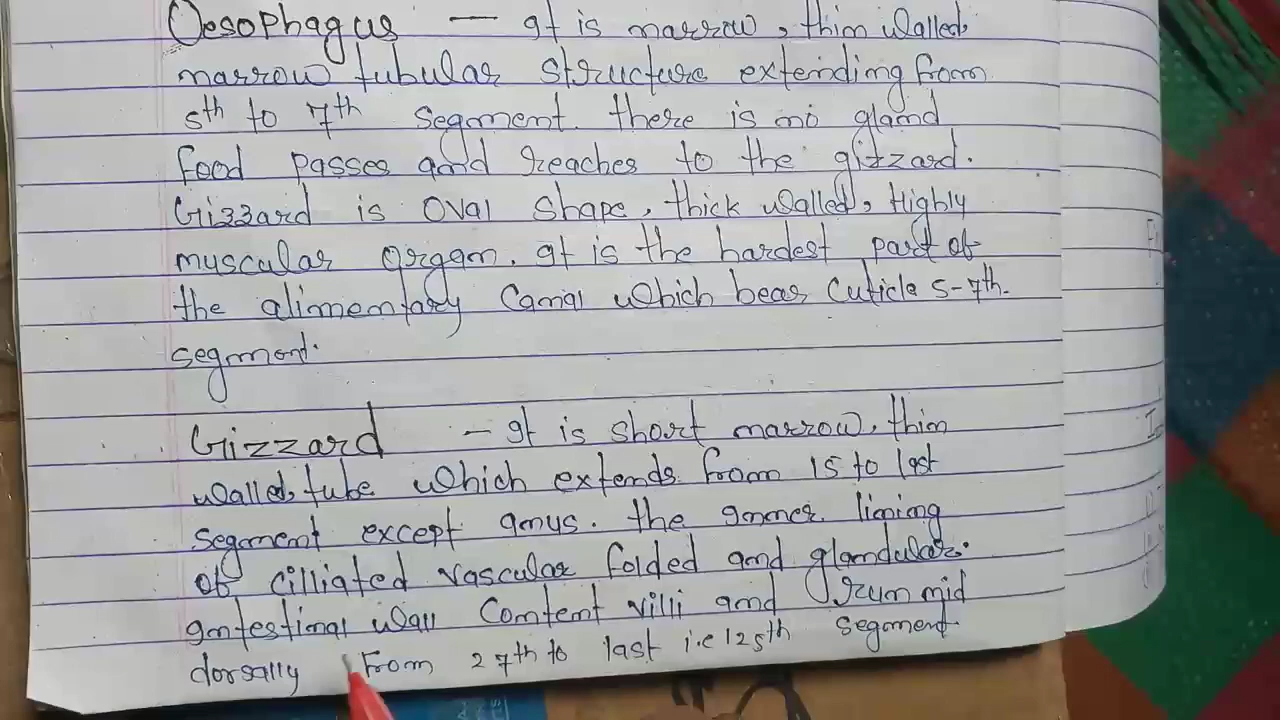 Oesophagus — It is narrow, thin walled,
narrow tubular structure extending from
5th to 7th segment. there is no gland
food passes and reaches to the gizzard.
Gizzard is oval shape, thick walled, Highly
muscular organ. It is the hardest part of
the alimentary canal which bear cuticle 5-7th.
segment.
Gizzard — It is short narrow, thin
walled, tube which extends from 15 to last
segment except anus. the inner lining
of cilliated vascular folded and glandular.
intestinal wall content villi and run mid
dorsally from 27th to last i.e 125th segment